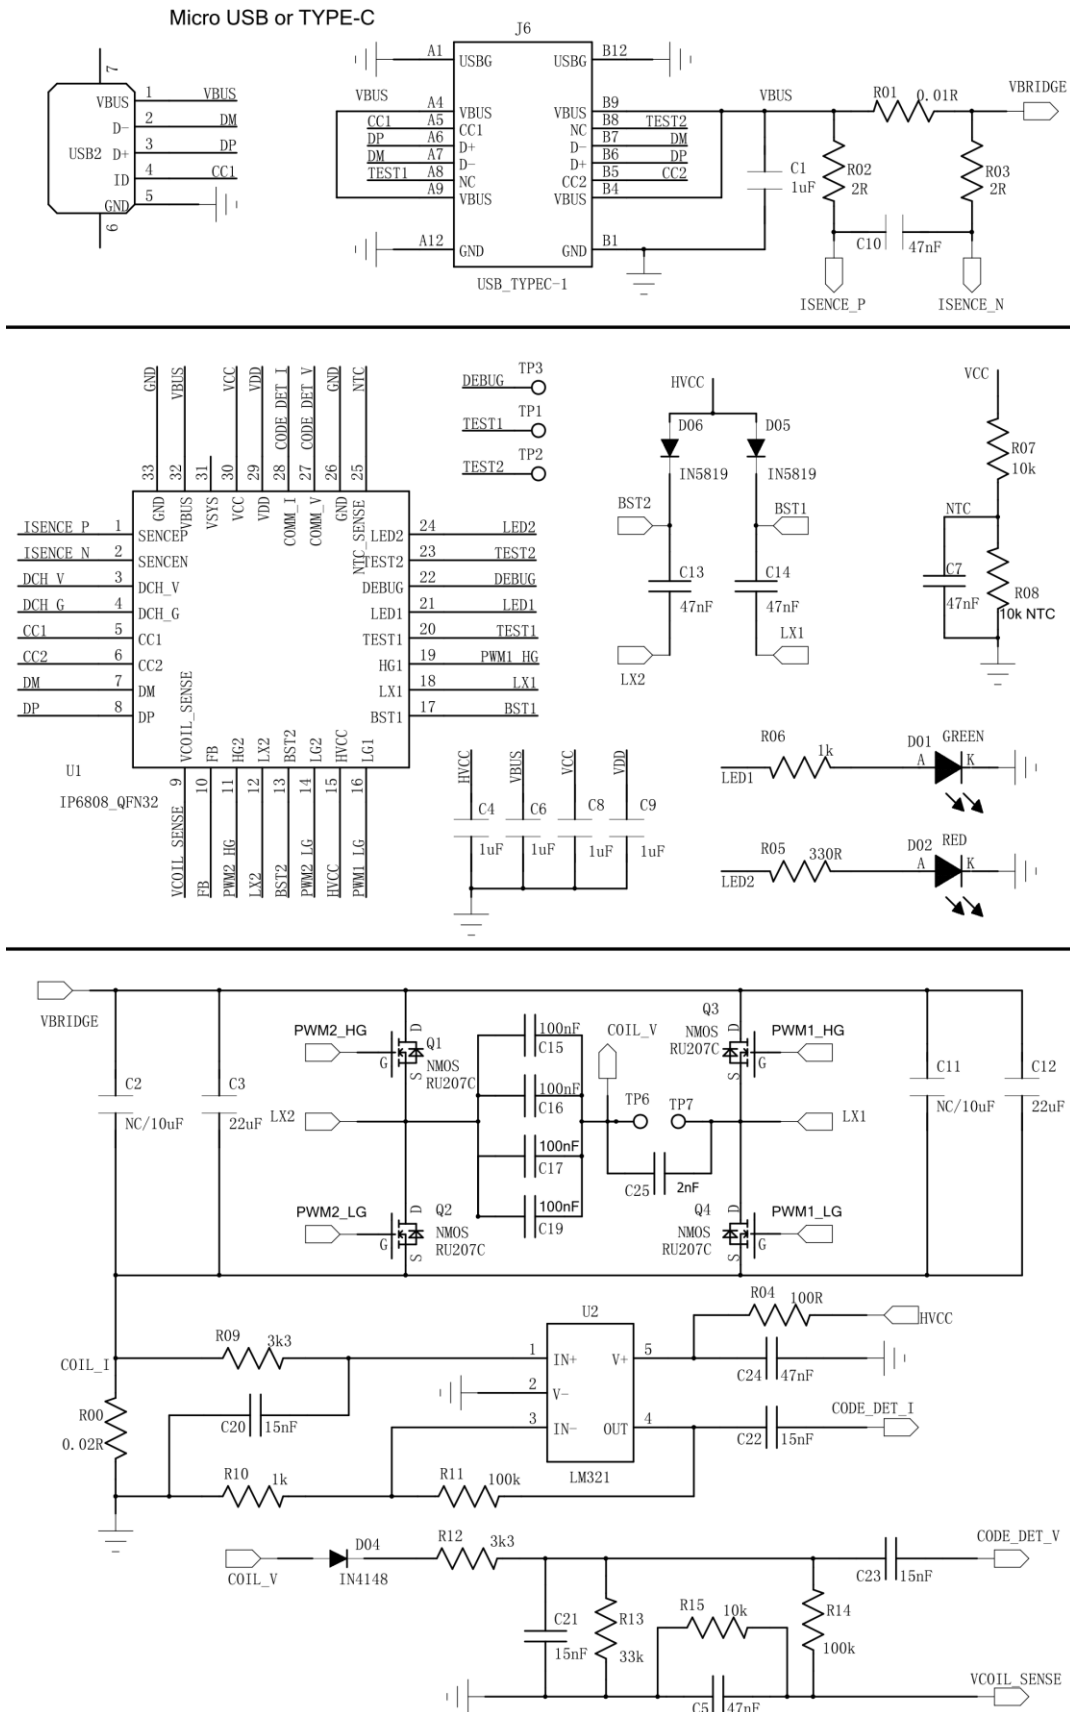 Micro USB or TYPE-C
J6
7
VBUS 1 VBUS
D- 2 DM
USB2 D+ 3 DP
ID 4 CC1
GND 5
6
A1 USBG USBG B12
VBUS A4 VBUS VBUS B9 VBUS
CC1 A5 CC1 NC B8 TEST2
DP A6 D+ D- B7 DM
DM A7 D- D+ B6 DP
TEST1 A8 NC CC2 B5 CC2
A9 VBUS VBUS B4
A12 GND GND B1
USB_TYPEC-1
R01 0.01R
VBRIDGE
C1
1uF
R02
2R
R03
2R
C10 47nF
ISENCE_P ISENCE_N
GND VBUS VCC VDD CODE_DET_I CODE_DET_V GND NTC
33 32 31 30 29 28 27 26 25
GND VBUS VSYS VCC VDD COMM_I COMM_V GND NTC_SENSE
ISENCE_P 1 SENCEP LED2 24 LED2
ISENCE_N 2 SENCEN TEST2 23 TEST2
DCH_V 3 DCH_V DEBUG 22 DEBUG
DCH_G 4 DCH_G LED1 21 LED1
CC1 5 CC1 TEST1 20 TEST1
CC2 6 CC2 HG1 19 PWM1_HG
DM 7 DM LX1 18 LX1
DP 8 DP BST1 17 BST1
VCOIL_SENSE FB HG2 LX2 BST2 LG2 HVCC LG1
9 10 11 12 13 14 15 16
VCOIL_SENSE FB PWM2_HG LX2 BST2 PWM2_LG HVCC PWM1_LG
U1
IP6808_QFN32
DEBUG TP3
TEST1 TP1
TEST2 TP2
HVCC
D06 D05
IN5819 IN5819
BST2 BST1
C13 C14
47nF 47nF
LX2 LX1
VCC
R07
10k
NTC
C7
47nF
R08
10k NTC
HVCC VBUS VCC VDD
C4 C6 C8 C9
1uF 1uF 1uF 1uF
R06 1k D01 GREEN
LED1 A K
R05 330R D02 RED
LED2 A K
VBRIDGE
C2
NC/10uF
C3
22uF
PWM2_HG
D
Q1
G
NMOS
S
RU207C
LX2
PWM2_LG
D
Q2
G
NMOS
S
RU207C
100nF
C15
100nF
C16
100nF
C17
100nF
C19
COIL_V
TP6 TP7
C25 2nF
Q3
D
NMOS
RU207C
G
S
PWM1_HG
LX1
Q4
D
NMOS
RU207C
G
S
PWM1_LG
C11
NC/10uF
C12
22uF
R04 100R
HVCC
U2
R09 3k3
COIL_I
1 IN+ V+ 5
2 V-
3 IN- OUT 4
LM321
C24 47nF
CODE_DET_I
C22 15nF
R00
0.02R
C20 15nF
R10 1k
R11 100k
COIL_V
D04
IN4148
R12 3k3
C23 15nF
CODE_DET_V
C21
15nF
R13
33k
R15 10k
R14
100k
C5 47nF
VCOIL_SENSE